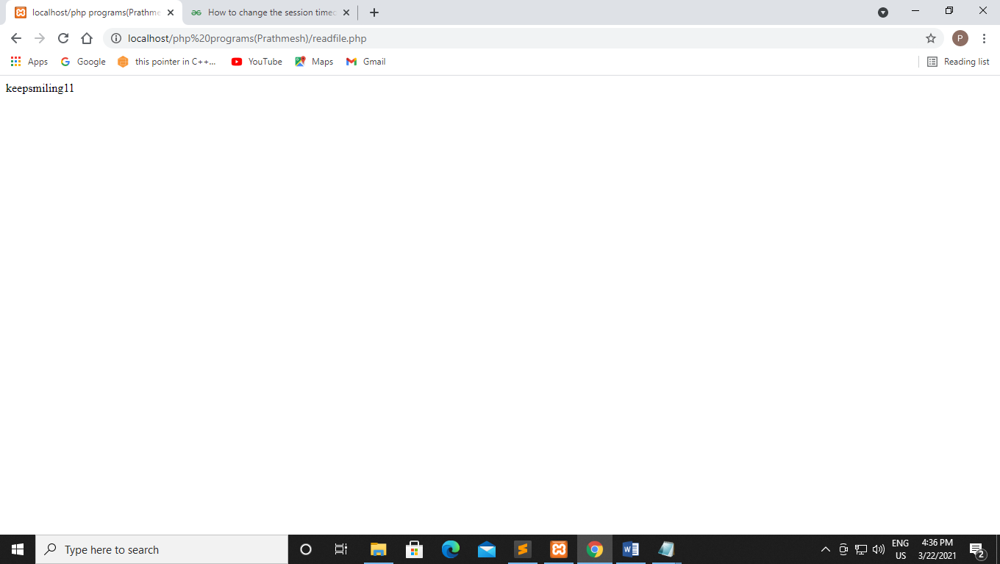 localhost/php programs(Prathme
How to change the session timeo
localhost/php%20programs(Prathmesh)/readfile.php
P
Apps
Google
this pointer in C++...
YouTube
Maps
Gmail
Reading list
keepsmiling11
Type here to search
W
ENG
US
4:36 PM
3/22/2021
2